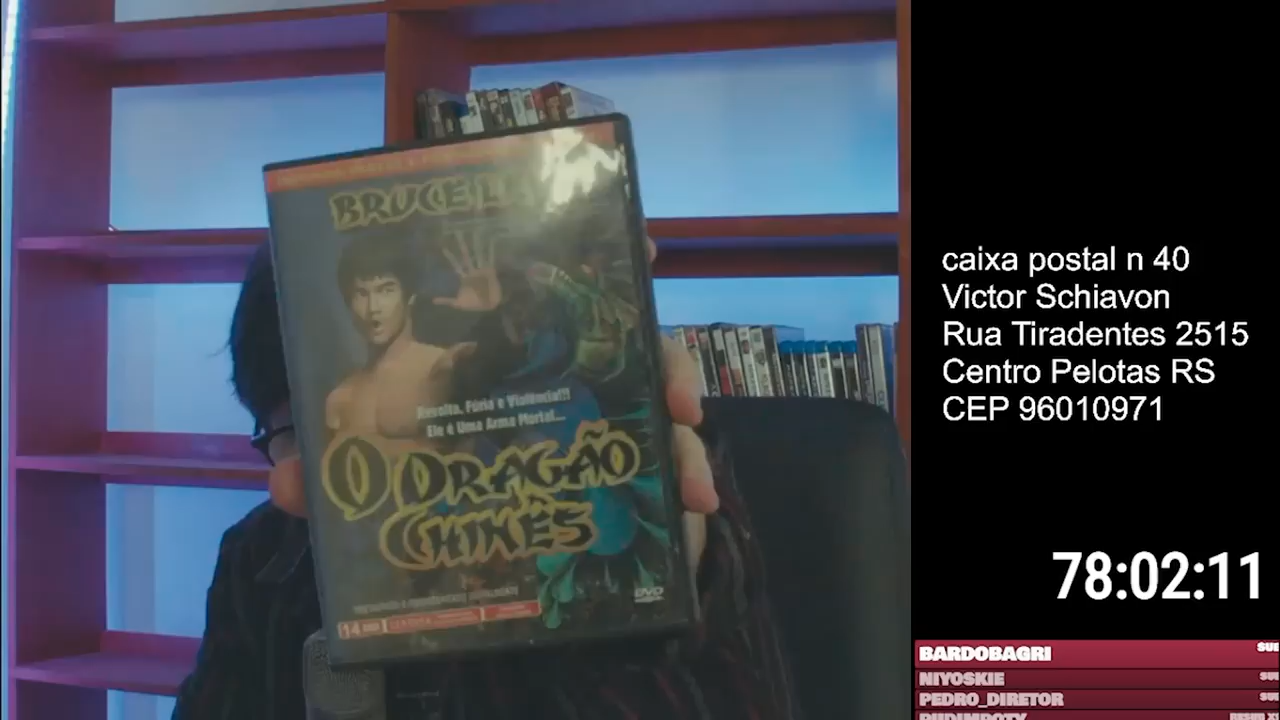 BRUCE
Revolta, Fúria e Violência!!!
Ele é Uma Arma Mortal...
O DRAGÃO
CHINÊS
DVD
14
caixa postal n 40
Victor Schiavon
Rua Tiradentes 2515
Centro Pelotas RS
CEP 96010971
78:02:11
BARDOBAGRI
NIYOSKIE
PEDRO_DIRETOR